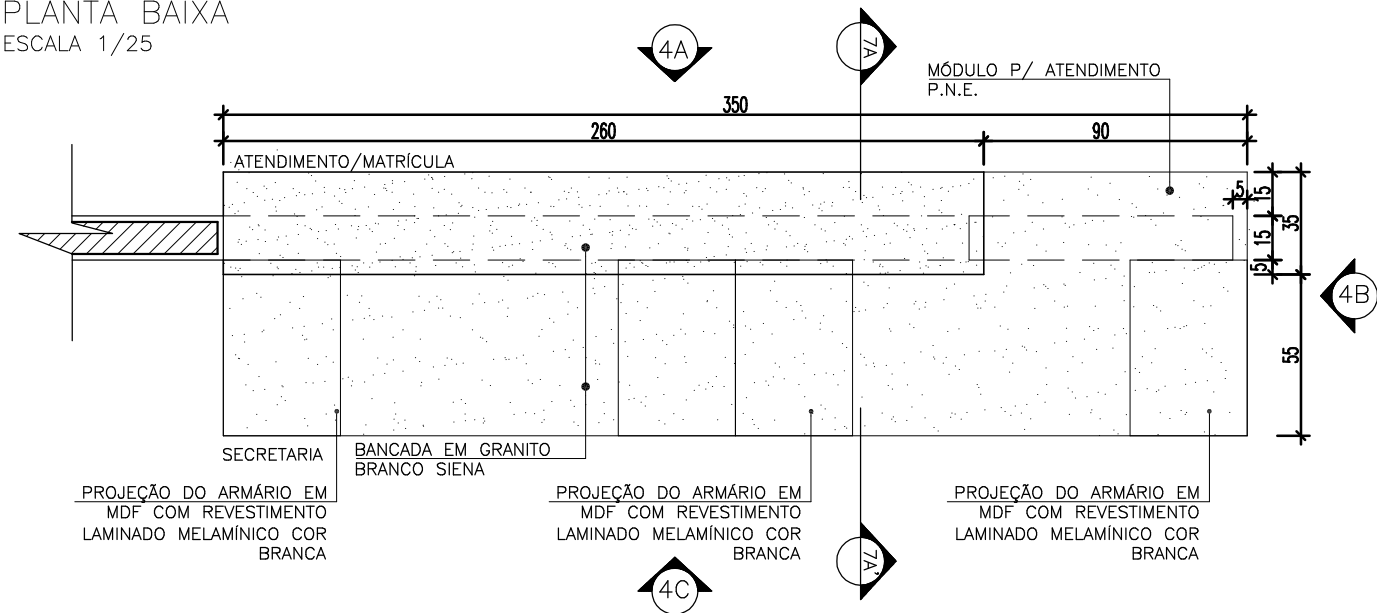 PLANTA BAIXA
ESCALA 1/25
4A
7A
MÓDULO P/ ATENDIMENTO
P.N.E.
350
260
90
ATENDIMENTO/MATRÍCULA
5
15
35
15
5
4B
55
SECRETARIA
BANCADA EM GRANITO
BRANCO SIENA
PROJEÇÃO DO ARMÁRIO EM
MDF COM REVESTIMENTO
LAMINADO MELAMÍNICO COR
BRANCA
PROJEÇÃO DO ARMÁRIO EM
MDF COM REVESTIMENTO
LAMINADO MELAMÍNICO COR
BRANCA
PROJEÇÃO DO ARMÁRIO EM
MDF COM REVESTIMENTO
LAMINADO MELAMÍNICO COR
BRANCA
7A'
4C